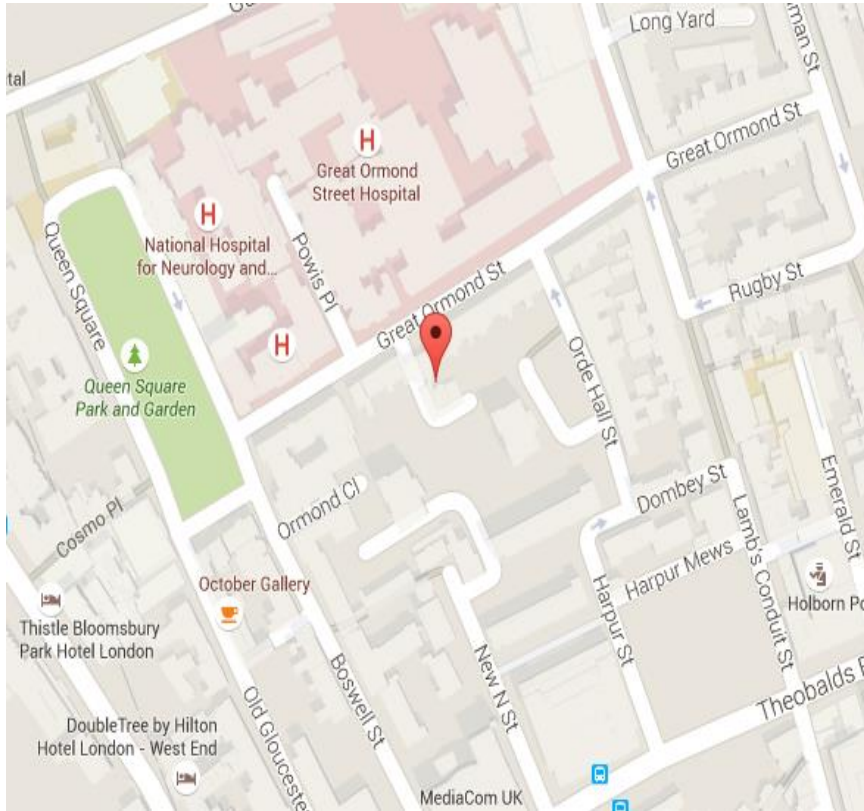 Long Yard
Great Ormond St
Great Ormond
Street Hospital
National Hospital
for Neurology and...
Powis Pl
Queen Square
Great Ormond St
Rugby St
Queen Square
Park and Garden
Orde Hall St
Emerald St
Dombey St
Ormond Cl
Cosmo Pl
Lamb's Conduit St
Harpur Mews
October Gallery
Harpur St
Holborn Po
Thistle Bloomsbury
Park Hotel London
New N St
Boswell St
Theobalds R
Old Gloucester
DoubleTree by Hilton
Hotel London - West End
MediaCom UK
H
H
H
tal
man St